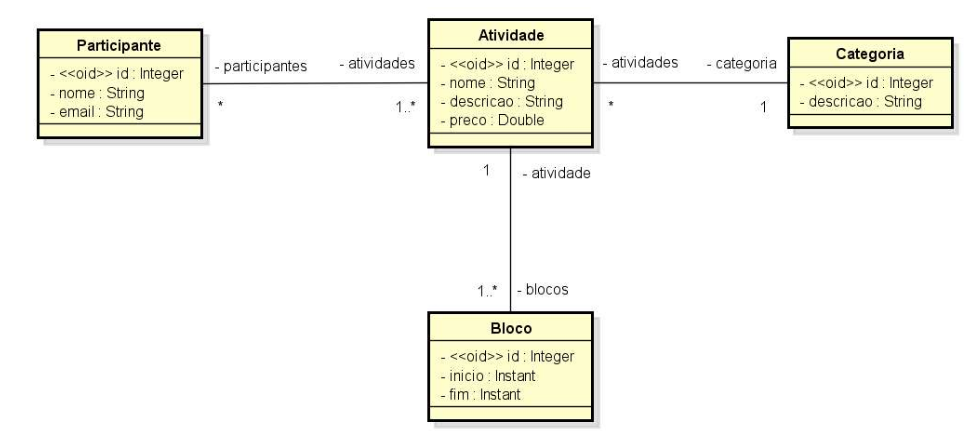 Participante
- <<oid>> id : Integer
- nome : String
- email : String
- participantes
*
- atividades
1..*
Atividade
- <<oid>> id : Integer
- nome : String
- descricao : String
- preco : Double
- atividades
*
- categoria
1
Categoria
- <<oid>> id : Integer
- descricao : String
1
- atividade
1..*
- blocos
Bloco
- <<oid>> id : Integer
- inicio : Instant
- fim : Instant